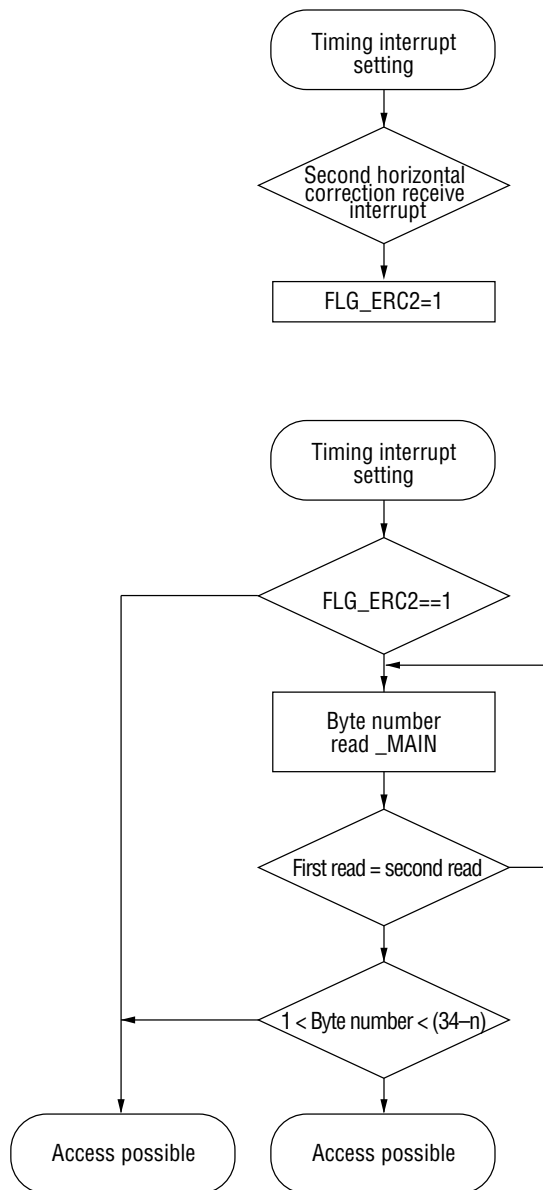 Timing interrupt
setting
Second horizontal
correction receive
interrupt
FLG_ERC2=1
Timing interrupt
setting
FLG_ERC2==1
Byte number
read _MAIN
First read = second read
1 < Byte number < (34–n)
Access possible
Access possible